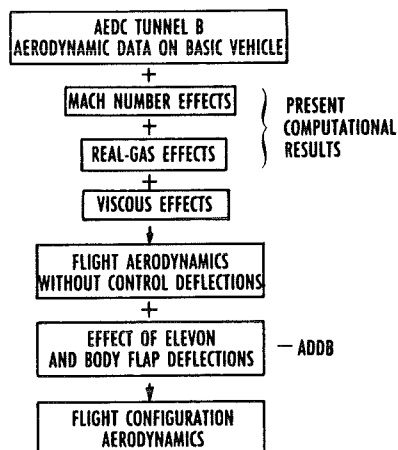 AEDC TUNNEL B
AERODYNAMIC DATA ON BASIC VEHICLE
+
MACH NUMBER EFFECTS
+
REAL-GAS EFFECTS
PRESENT
COMPUTATIONAL
RESULTS
+
VISCOUS EFFECTS
FLIGHT AERODYNAMICS
WITHOUT CONTROL DEFLECTIONS
+
EFFECT OF ELEVON
AND BODY FLAP DEFLECTIONS
— ADDB
FLIGHT CONFIGURATION
AERODYNAMICS